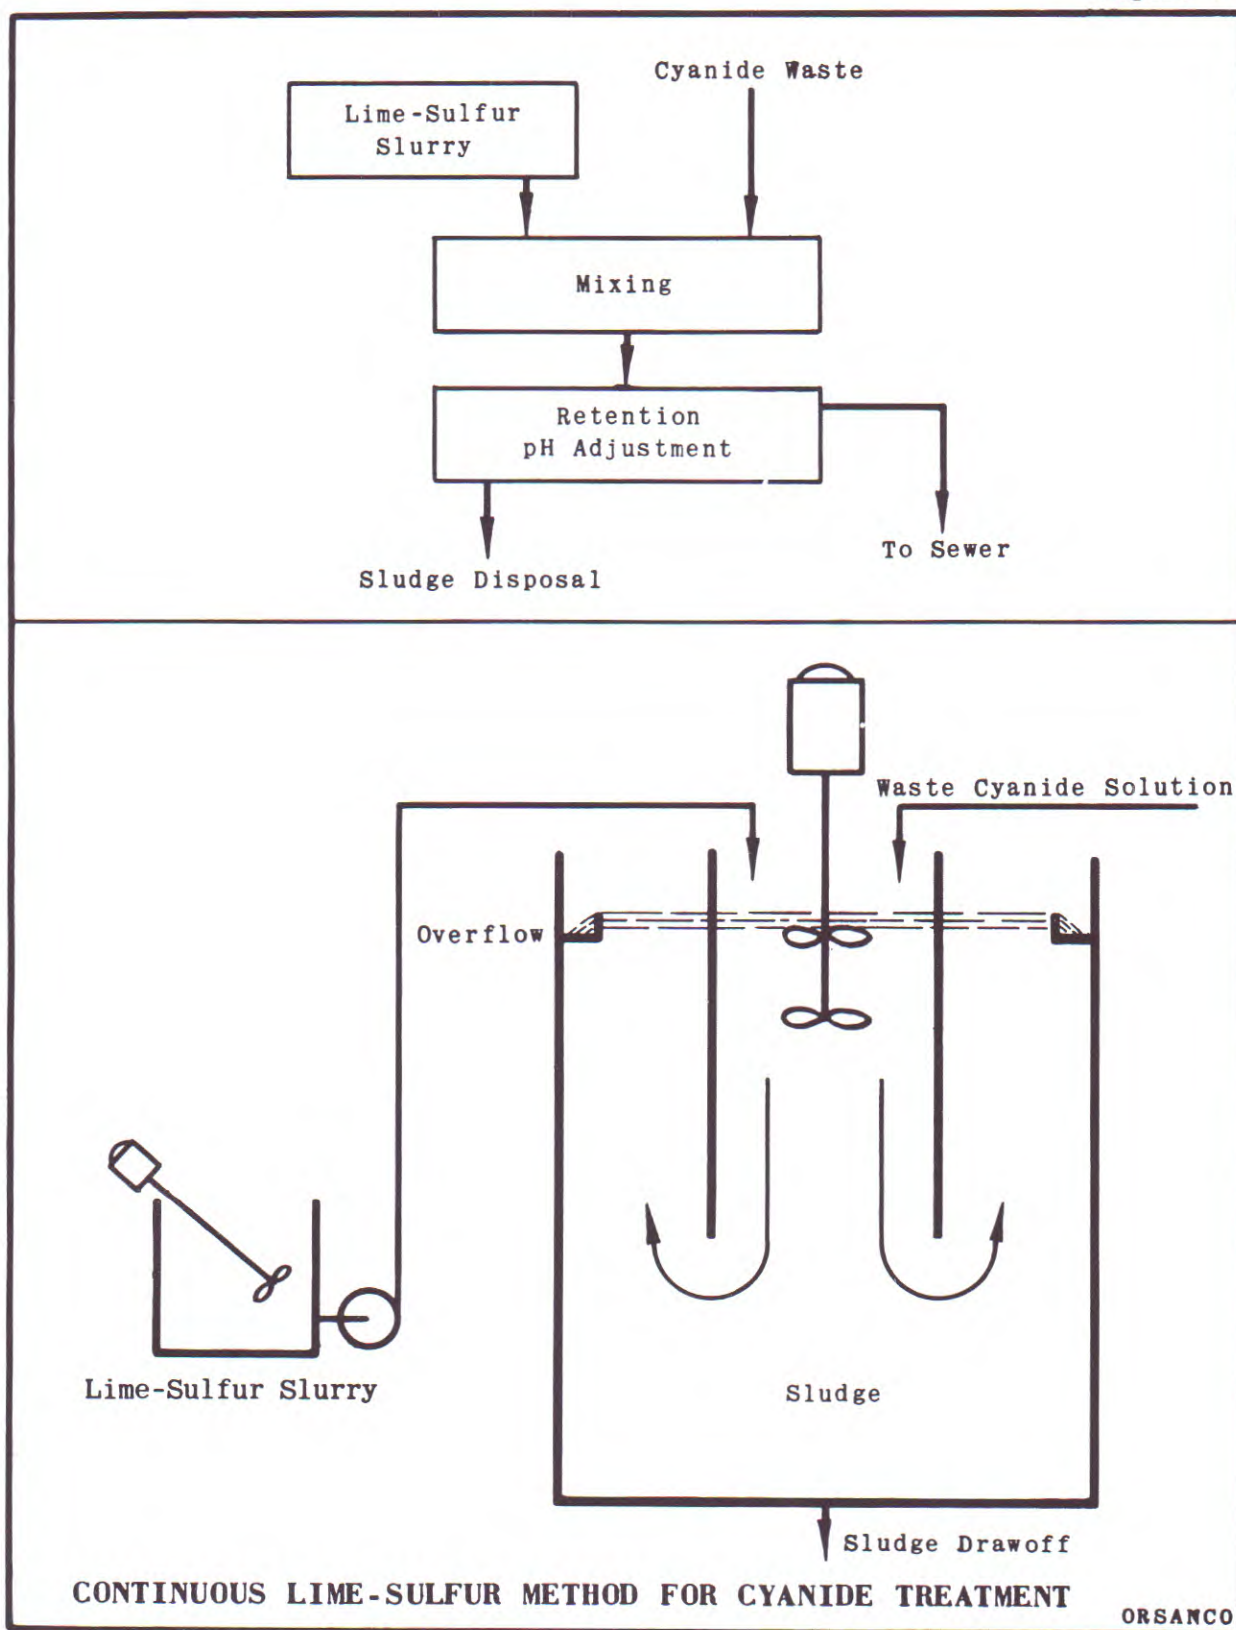 Cyanide Waste
Lime-Sulfur
Slurry
Mixing
Retention
pH Adjustment
To Sewer
Sludge Disposal
Waste Cyanide Solution
Overflow
Lime-Sulfur Slurry
Sludge
Sludge Drawoff
CONTINUOUS LIME-SULFUR METHOD FOR CYANIDE TREATMENT
ORSANCO